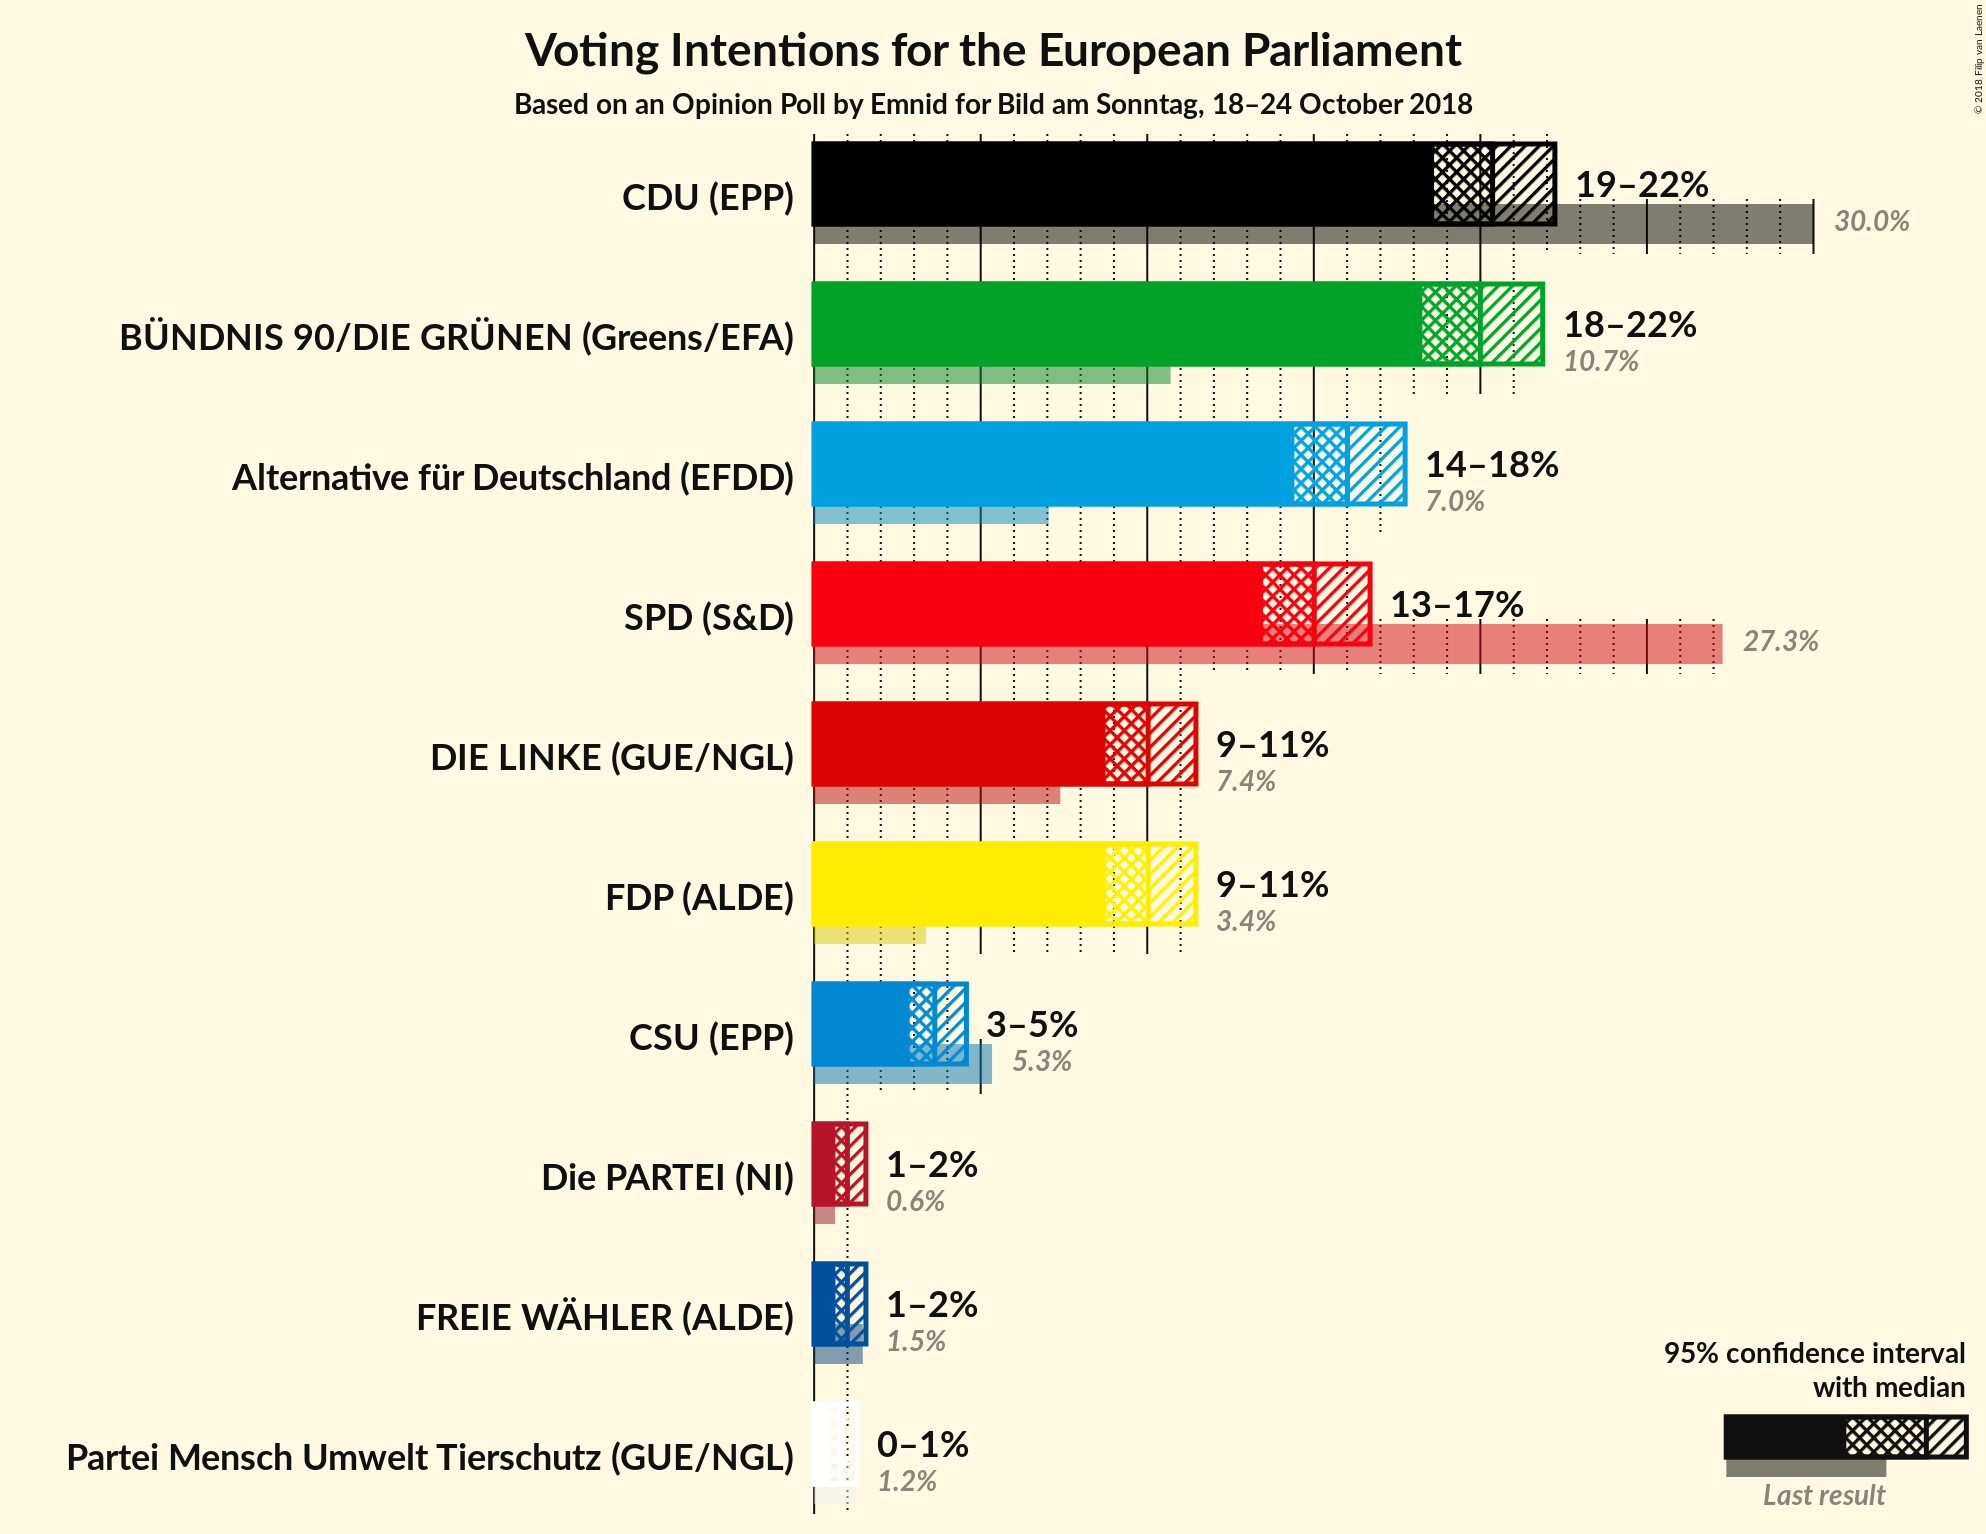 Voting Intentions for the European Parliament
Based on an Opinion Poll by Emnid for Bild am Sonntag, 18–24 October 2018
© 2018 Filip van Laenen
CDU (EPP)
19–22%
30.0%
BÜNDNIS 90/DIE GRÜNEN (Greens/EFA)
18–22%
10.7%
Alternative für Deutschland (EFDD)
14–18%
7.0%
SPD (S&D)
13–17%
27.3%
DIE LINKE (GUE/NGL)
9–11%
7.4%
FDP (ALDE)
9–11%
3.4%
CSU (EPP)
3–5%
5.3%
Die PARTEI (NI)
1–2%
0.6%
FREIE WÄHLER (ALDE)
1–2%
1.5%
Partei Mensch Umwelt Tierschutz (GUE/NGL)
0–1%
1.2%
95% confidence interval
with median
Last result